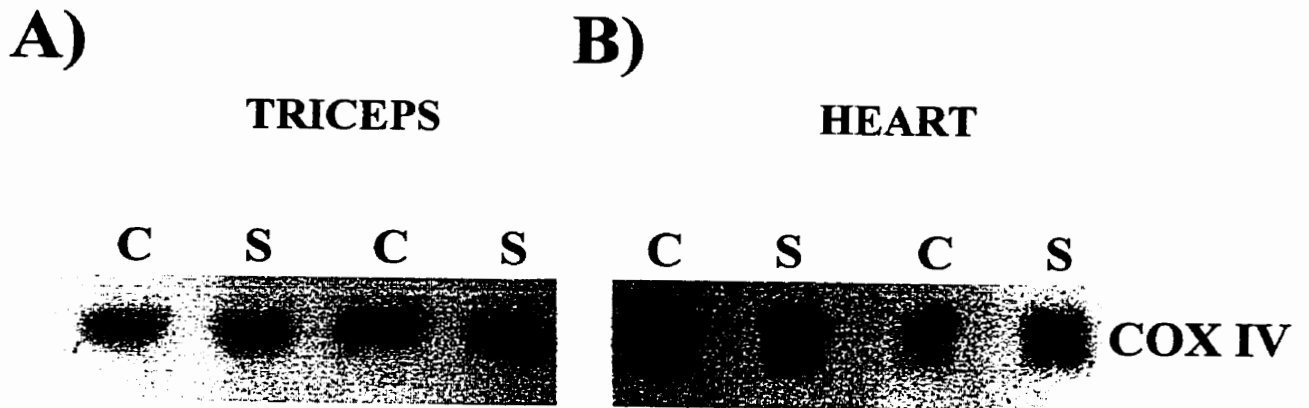 A)
B)
TRICEPS
HEART
C S C S
C S C S
COX IV